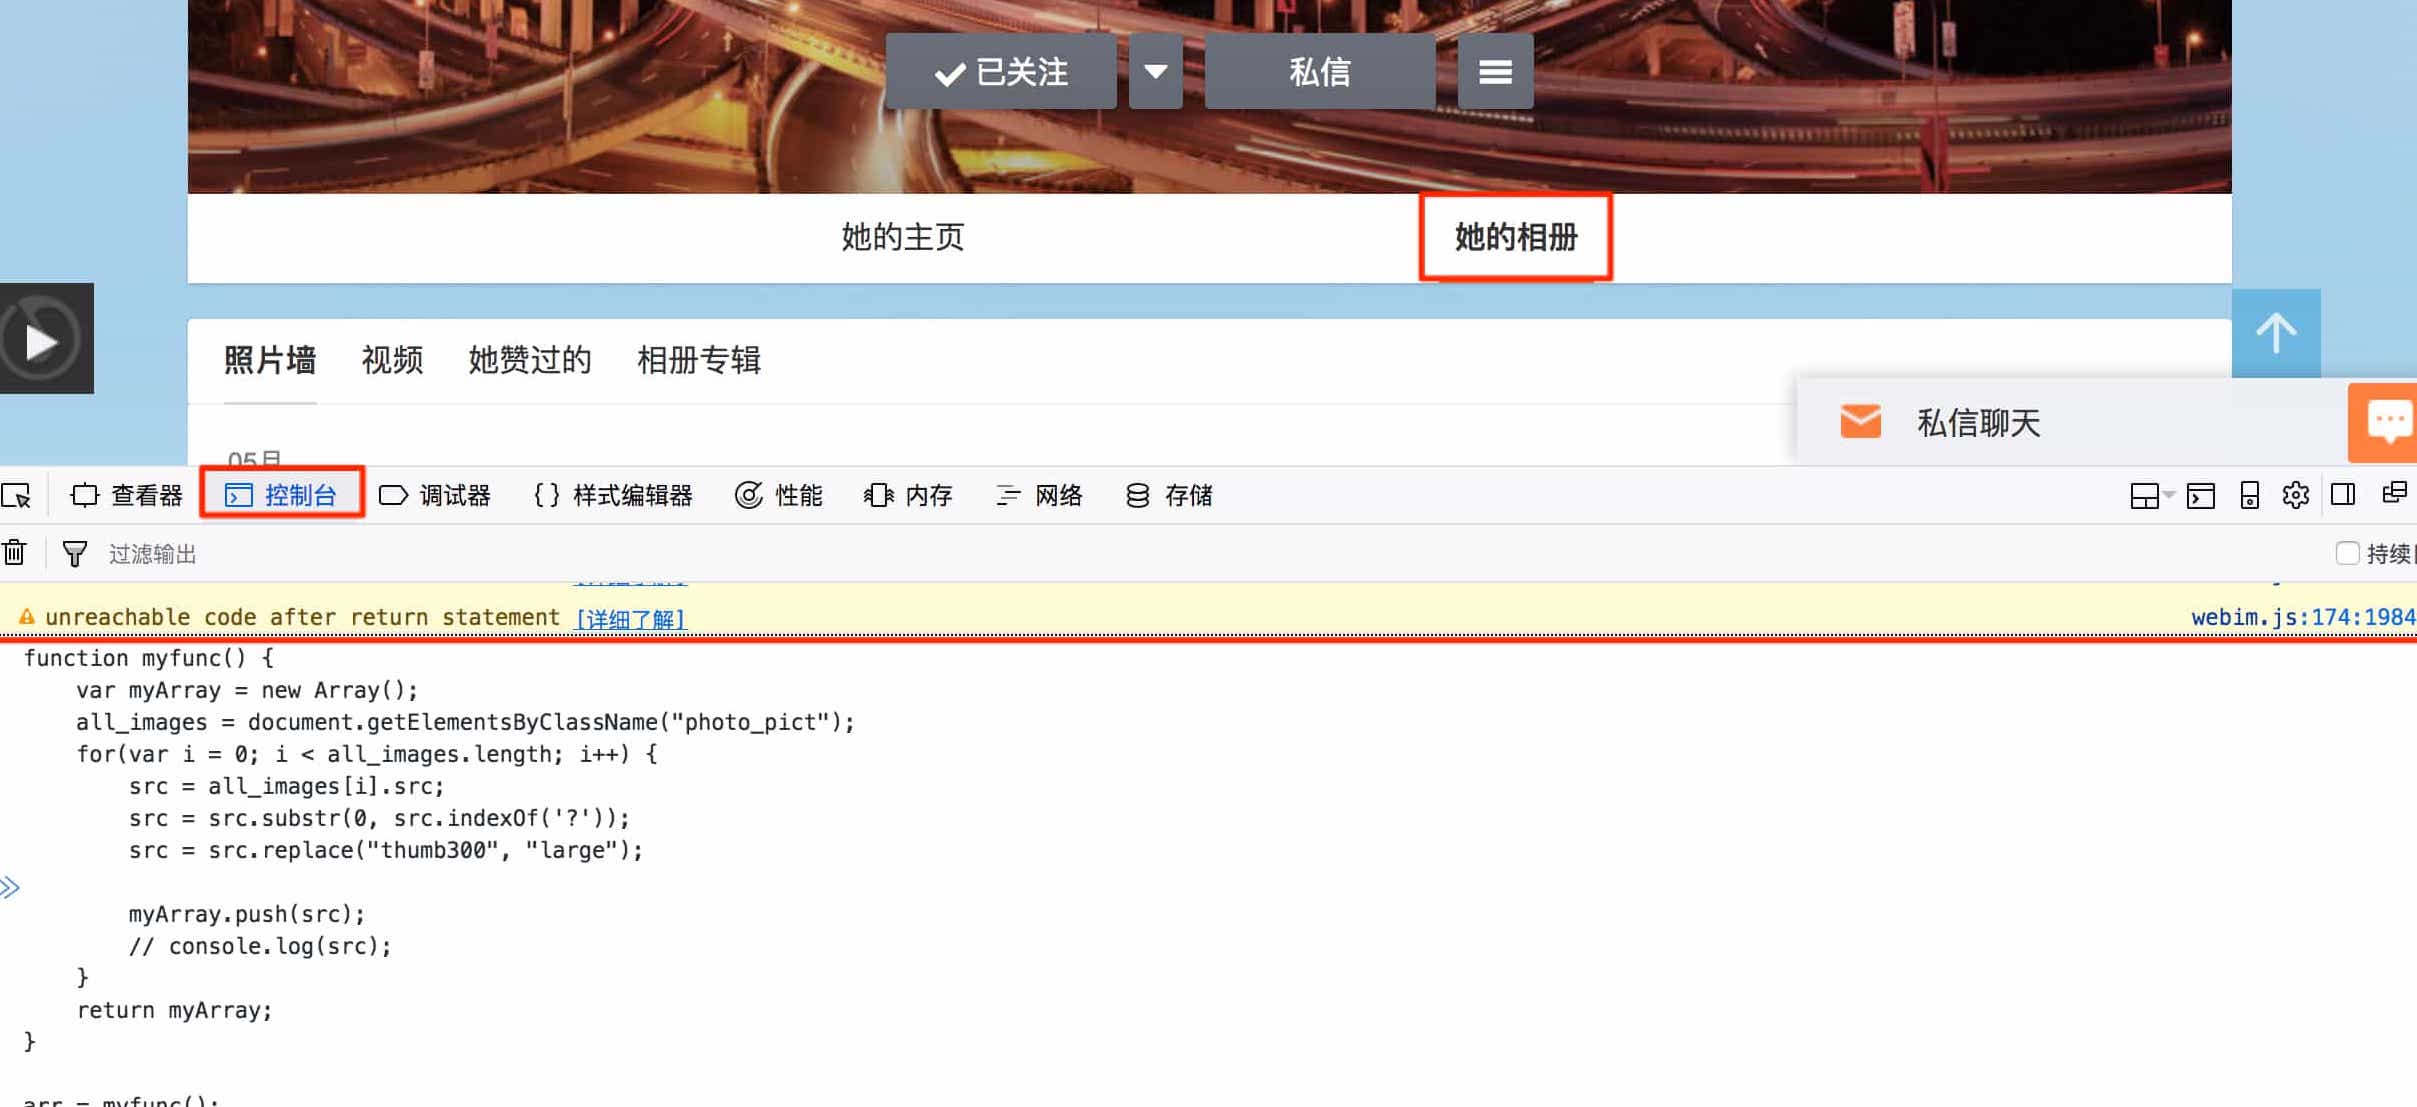 已关注
私信
她的主页
她的相册
照片墙 视频 她赞过的 相册专辑
私信聊天
05月
查看器 控制台 调试器 {} 样式编辑器 性能 内存 网络 存储
过滤输出
持续
unreachable code after return statement [详细了解] webim.js:174:1984
function myfunc() {
    var myArray = new Array();
    all_images = document.getElementsByClassName("photo_pict");
    for(var i = 0; i < all_images.length; i++) {
        src = all_images[i].src;
        src = src.substr(0, src.indexOf('?'));
        src = src.replace("thumb300", "large");
        myArray.push(src);
        // console.log(src);
    }
    return myArray;
}
arr = myfunc();